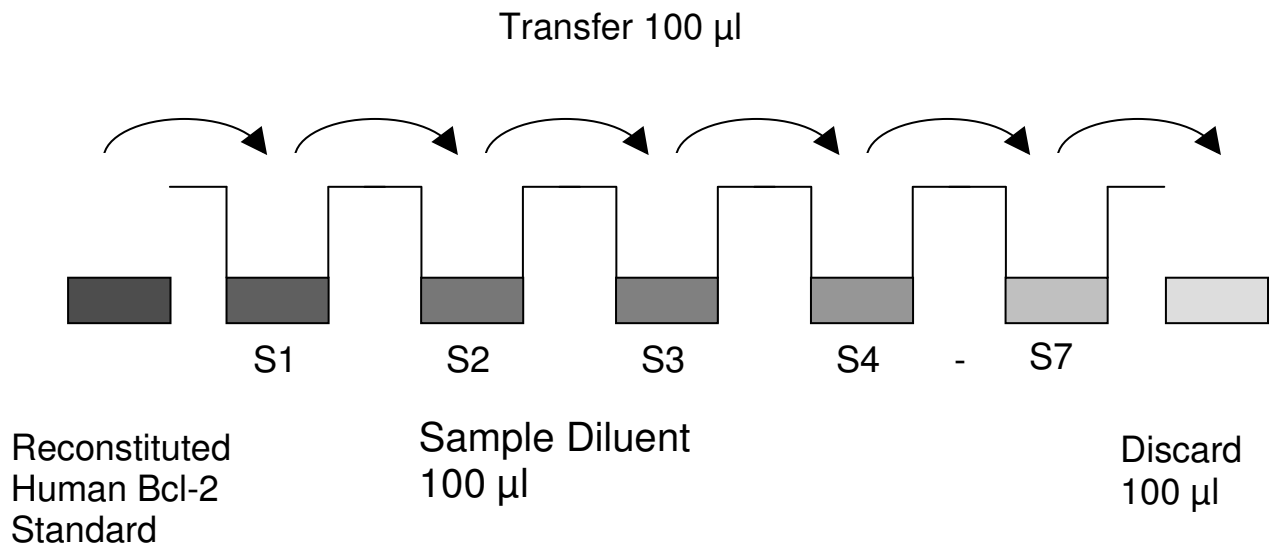 Transfer 100 µl
S1 S2 S3 S4 - S7
Reconstituted
Human Bcl-2
Standard
Sample Diluent
100 µl
Discard
100 µl